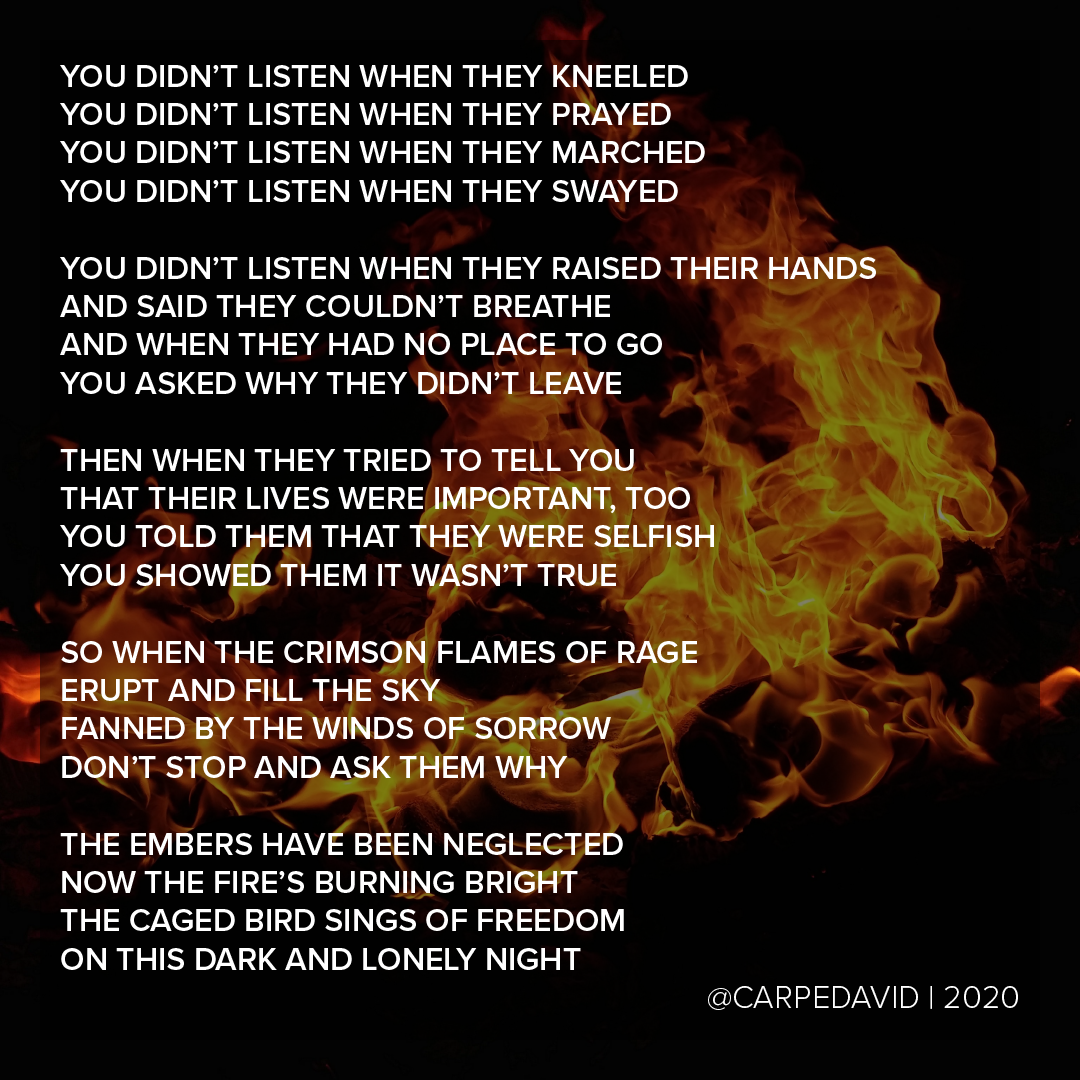 YOU DIDN'T LISTEN WHEN THEY KNEELED
YOU DIDN'T LISTEN WHEN THEY PRAYED
YOU DIDN'T LISTEN WHEN THEY MARCHED
YOU DIDN'T LISTEN WHEN THEY SWAYED

YOU DIDN'T LISTEN WHEN THEY RAISED THEIR HANDS
AND SAID THEY COULDN'T BREATHE
AND WHEN THEY HAD NO PLACE TO GO
YOU ASKED WHY THEY DIDN'T LEAVE

THEN WHEN THEY TRIED TO TELL YOU
THAT THEIR LIVES WERE IMPORTANT, TOO
YOU TOLD THEM THAT THEY WERE SELFISH
YOU SHOWED THEM IT WASN'T TRUE

SO WHEN THE CRIMSON FLAMES OF RAGE
ERUPT AND FILL THE SKY
FANNED BY THE WINDS OF SORROW
DON'T STOP AND ASK THEM WHY

THE EMBERS HAVE BEEN NEGLECTED
NOW THE FIRE'S BURNING BRIGHT
THE CAGED BIRD SINGS OF FREEDOM
ON THIS DARK AND LONELY NIGHT
@CARPEDAVID | 2020